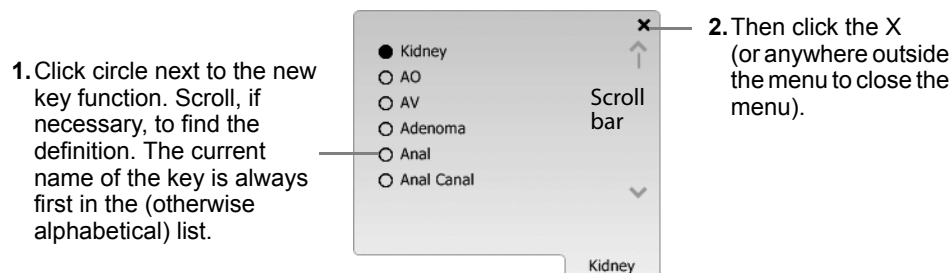 1. Click circle next to the new
key function. Scroll, if
necessary, to find the
definition. The current
name of the key is always
first in the (otherwise
alphabetical) list.
Kidney
AO
AV
Adenoma
Anal
Anal Canal
Scroll
bar
Kidney
2. Then click the X
(or anywhere outside
the menu to close the
menu).